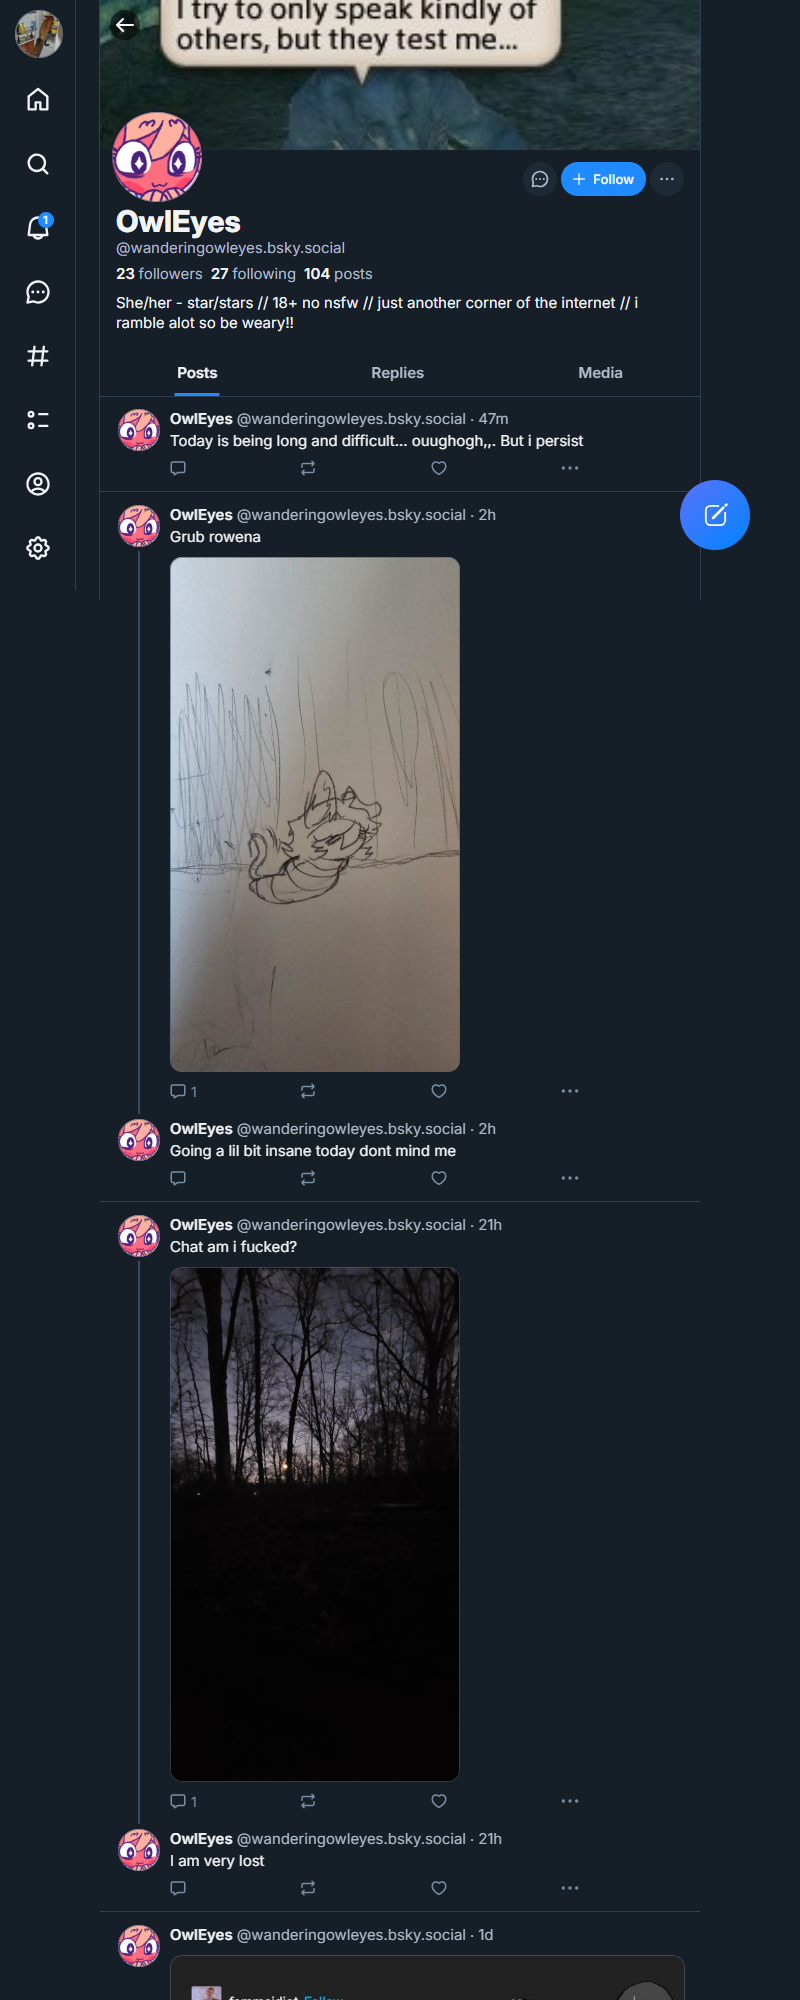 I try to only speak kindly of
others, but they test me...
+ Follow
OwlEyes
@wanderingowleyes.bsky.social
23 followers 27 following 104 posts
She/her - star/stars // 18+ no nsfw // just another corner of the internet // i
ramble alot so be weary!!
1
Posts Replies Media
OwlEyes @wanderingowleyes.bsky.social · 47m
Today is being long and difficult... ouughogh,,. But i persist
OwlEyes @wanderingowleyes.bsky.social · 2h
Grub rowena
1
OwlEyes @wanderingowleyes.bsky.social · 2h
Going a lil bit insane today dont mind me
OwlEyes @wanderingowleyes.bsky.social · 21h
Chat am i fucked?
1
OwlEyes @wanderingowleyes.bsky.social · 21h
I am very lost
OwlEyes @wanderingowleyes.bsky.social · 1d
Follow